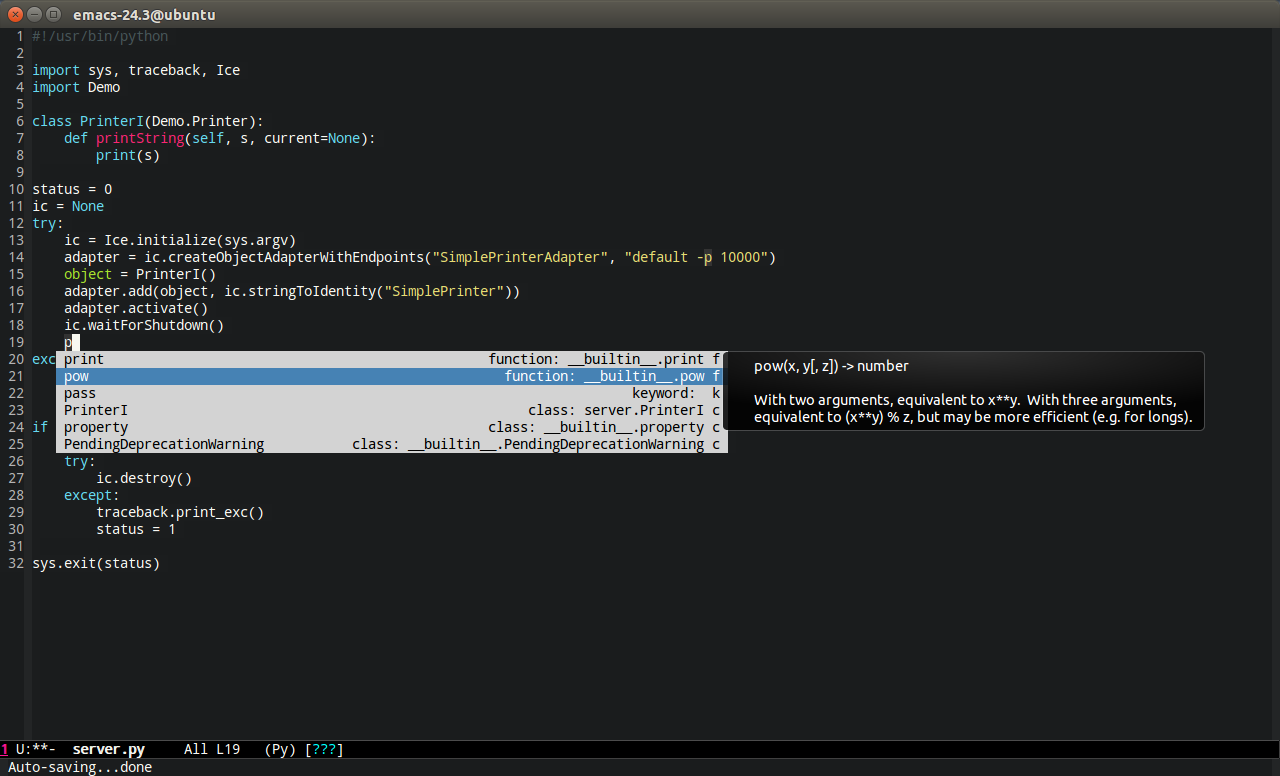 emacs-24.3@ubuntu
1 #!/usr/bin/python
2
3 import sys, traceback, Ice
4 import Demo
5
6 class PrinterI(Demo.Printer):
7     def printString(self, s, current=None):
8         print(s)
9
10 status = 0
11 ic = None
12 try:
13     ic = Ice.initialize(sys.argv)
14     adapter = ic.createObjectAdapterWithEndpoints("SimplePrinterAdapter", "default -p 10000")
15     object = PrinterI()
16     adapter.add(object, ic.stringToIdentity("SimplePrinter"))
17     adapter.activate()
18     ic.waitForShutdown()
19     p
20 exc print function: __builtin__.print f
21 pow function: __builtin__.pow f
22 pass keyword: k
23 PrinterI class: server.PrinterI c
24 if property class: __builtin__.property c
25 PendingDeprecationWarning class: __builtin__.PendingDeprecationWarning c
pow(x, y[, z]) -> number
With two arguments, equivalent to x**y.  With three arguments,
equivalent to (x**y) % z, but may be more efficient (e.g. for longs).
26     try:
27         ic.destroy()
28     except:
29         traceback.print_exc()
30         status = 1
31
32 sys.exit(status)
1 U:**-  server.py     All L19   (Py) [???]
Auto-saving...done